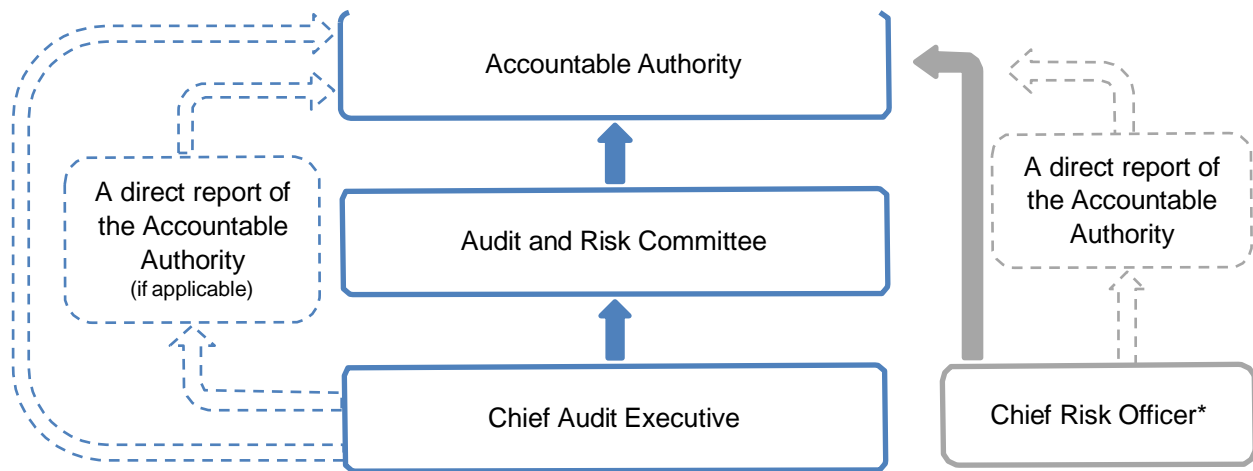 Accountable Authority
A direct report of
the Accountable
Authority
(if applicable)
Audit and Risk Committee
A direct report of
the Accountable
Authority
Chief Audit Executive
Chief Risk Officer*